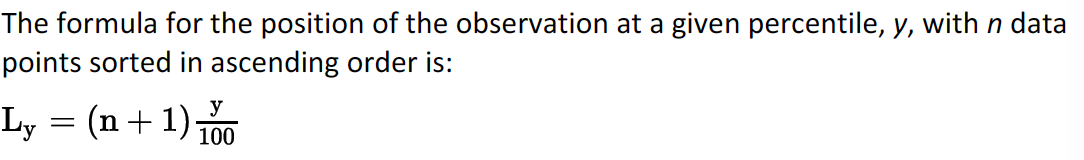 The formula for the position of the observation at a given percentile, y, with n data
points sorted in ascending order is:
L_y = (n + 1) y/100